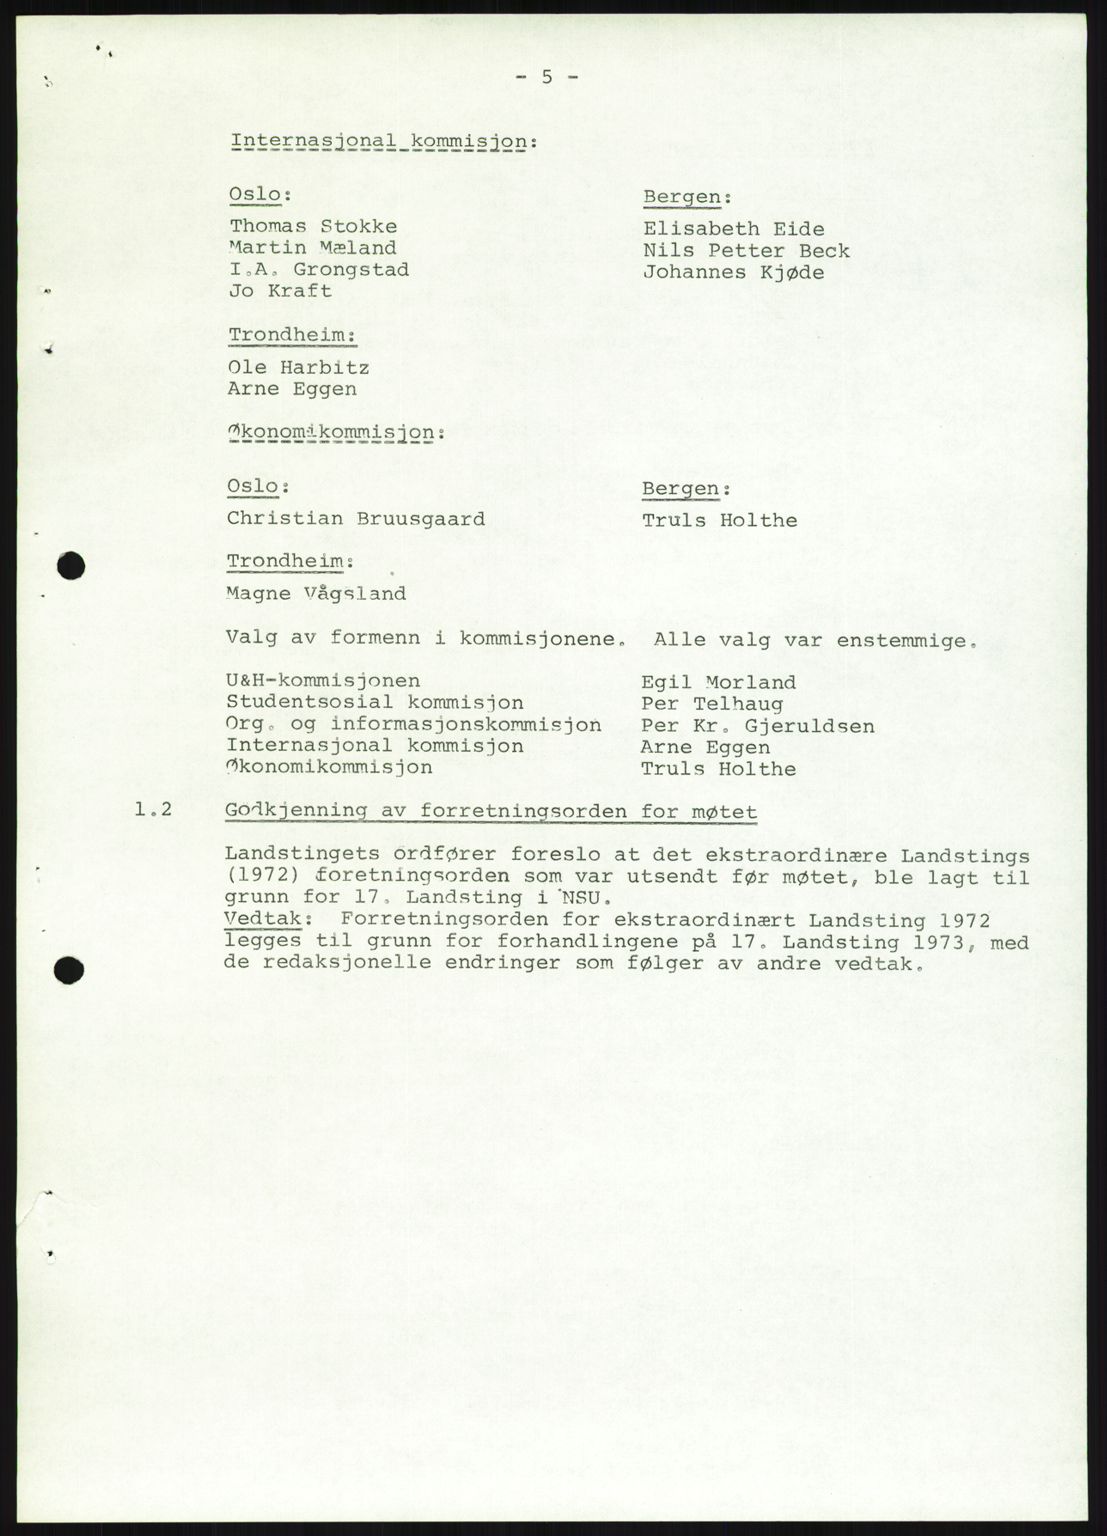 - 5 -
Internasjonal kommisjon:
Oslo:
Thomas Stokke
Martin Mæland
I.A. Grongstad
Jo Kraft
Bergen:
Elisabeth Eide
Nils Petter Beck
Johannes Kjøde
Trondheim:
Ole Harbitz
Arne Eggen
Økonomikommisjon:
Oslo:
Christian Bruusgaard
Bergen:
Truls Holthe
Trondheim:
Magne Vågsland
Valg av formenn i kommisjonene. Alle valg var enstemmige.
U&H-kommisjonen Egil Morland
Studentsosial kommisjon Per Telhaug
Org. og informasjonskommisjon Per Kr. Gjeruldsen
Internasjonal kommisjon Arne Eggen
Økonomikommisjon Truls Holthe
1.2 Godkjenning av forretningsorden for møtet
Landstingets ordfører foreslo at det ekstraordinære Landstings
(1972) foretningsorden som var utsendt før møtet, ble lagt til
grunn for 17. Landsting i NSU.
Vedtak: Forretningsorden for ekstraordinært Landsting 1972
legges til grunn for forhandlingene på 17. Landsting 1973, med
de redaksjonelle endringer som følger av andre vedtak.